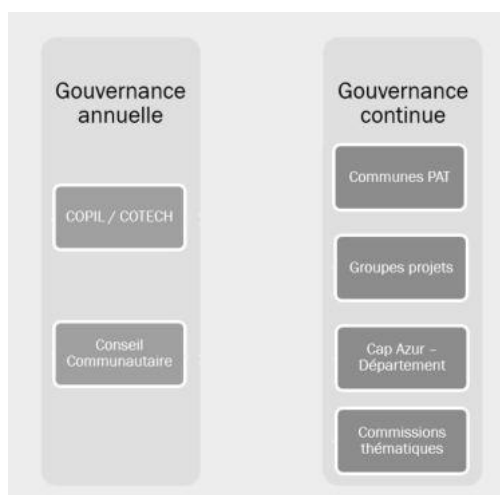 Gouvernance
annuelle
COPIL / COTECH
Conseil
Communautaire
Gouvernance
continue
Communes PAT
Groupes projets
Cap Azur –
Département
Commissions
thématiques